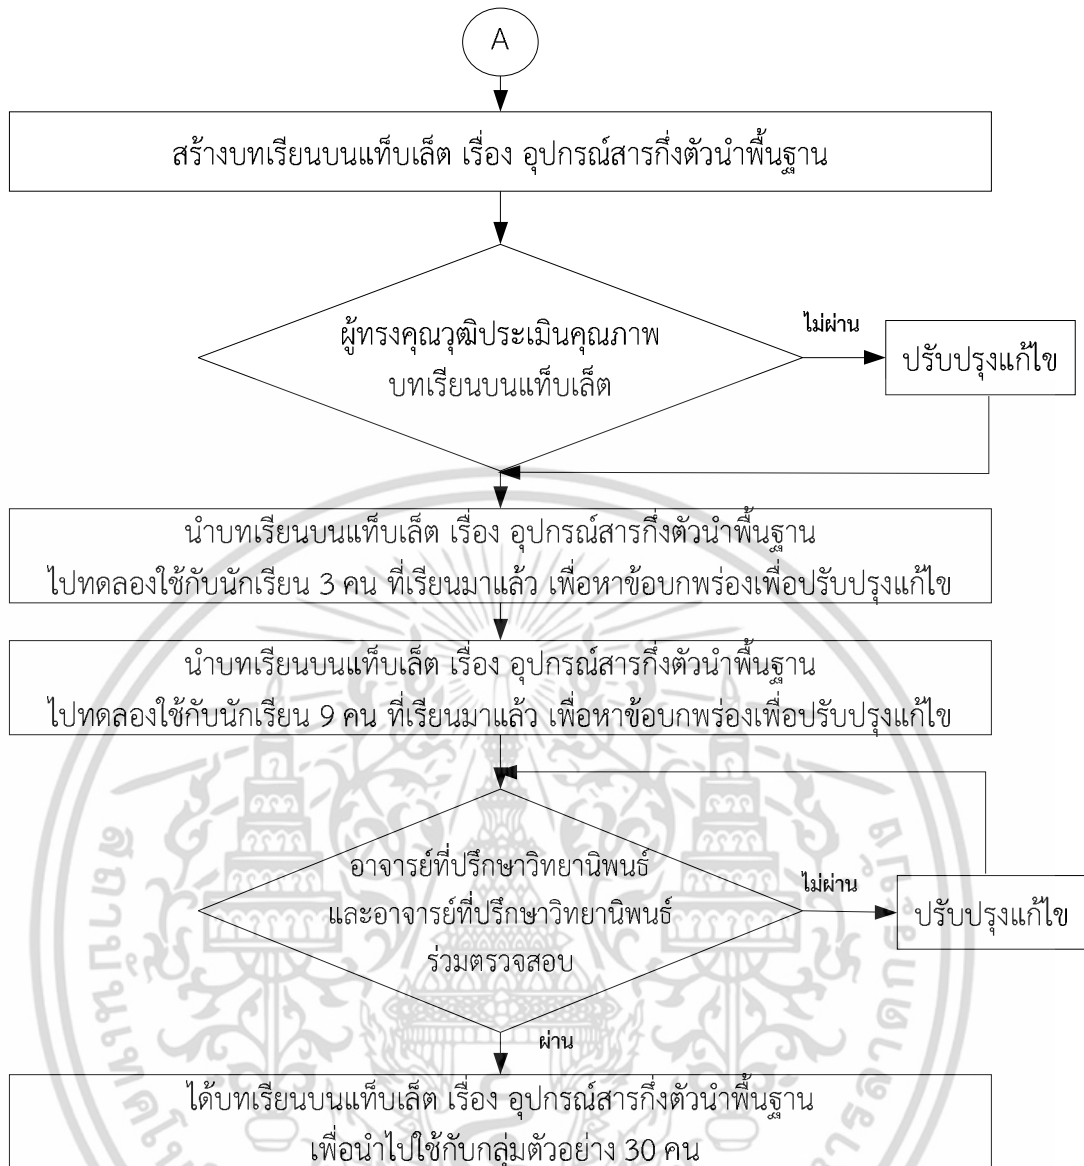 A
สร้างบทเรียนบนแท็บเล็ต เรื่อง อุปกรณ์สารกึ่งตัวนำพื้นฐาน
ผู้ทรงคุณวุฒิประเมินคุณภาพ
บทเรียนบนแท็บเล็ต
ไม่ผ่าน
ปรับปรุงแก้ไข
นำบทเรียนบนแท็บเล็ต เรื่อง อุปกรณ์สารกึ่งตัวนำพื้นฐาน
ไปทดลองใช้กับนักเรียน 3 คน ที่เรียนมาแล้ว เพื่อหาข้อบกพร่องเพื่อปรับปรุงแก้ไข
นำบทเรียนบนแท็บเล็ต เรื่อง อุปกรณ์สารกึ่งตัวนำพื้นฐาน
ไปทดลองใช้กับนักเรียน 9 คน ที่เรียนมาแล้ว เพื่อหาข้อบกพร่องเพื่อปรับปรุงแก้ไข
อาจารย์ที่ปรึกษาวิทยานิพนธ์
และอาจารย์ที่ปรึกษาวิทยานิพนธ์
ร่วมตรวจสอบ
ไม่ผ่าน
ปรับปรุงแก้ไข
ผ่าน
ได้บทเรียนบนแท็บเล็ต เรื่อง อุปกรณ์สารกึ่งตัวนำพื้นฐาน
เพื่อนำไปใช้กับกลุ่มตัวอย่าง 30 คน